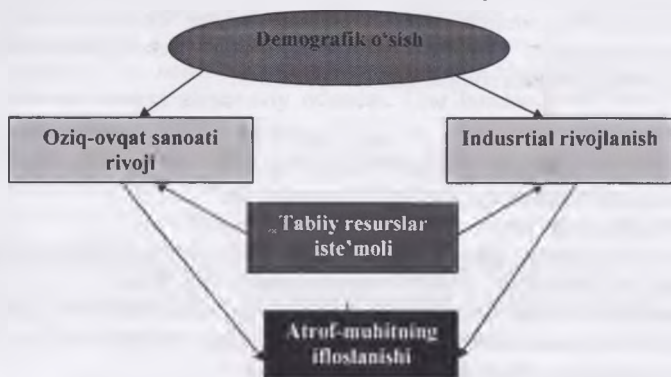 Demografik o‘sish
Oziq-ovqat sanoati
rivoji
Indusrtial rivojlanish
Tabiiy resurslar
iste’moli
Atrof-muhitning
ifloslanishi